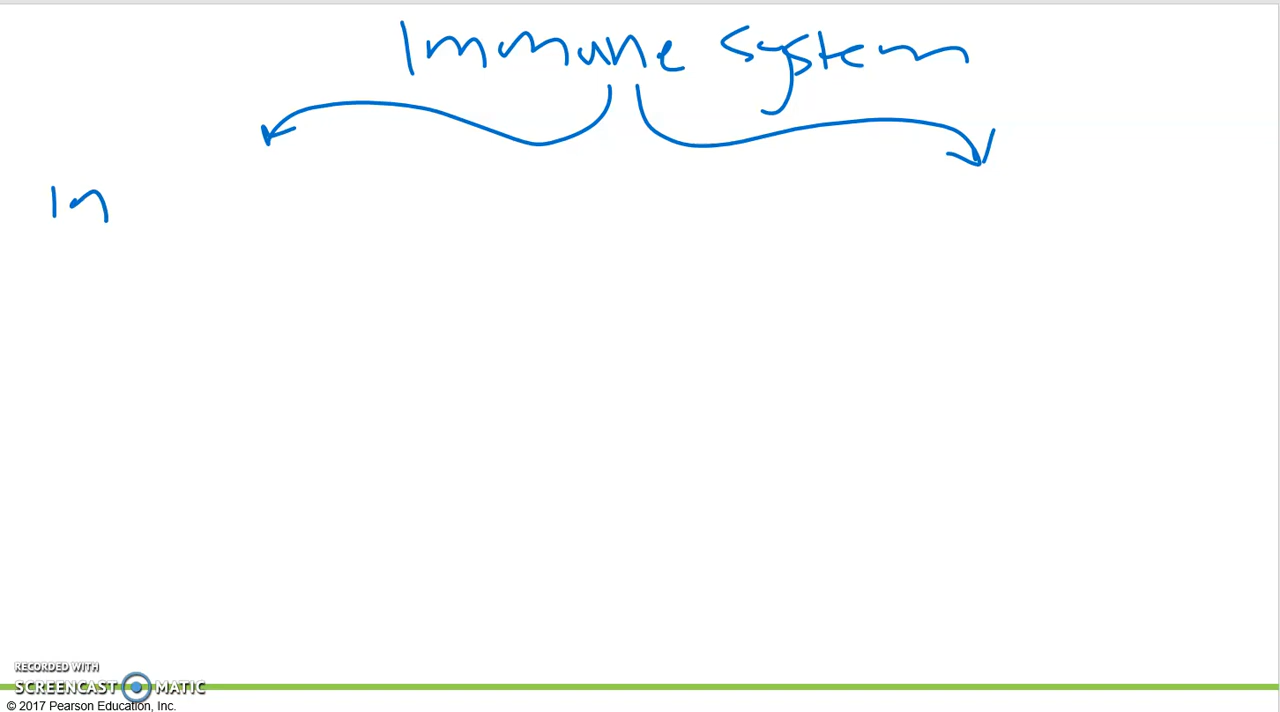 Immune System
In
RECORDED WITH
SCREENCAST MATIC
© 2017 Pearson Education, Inc.